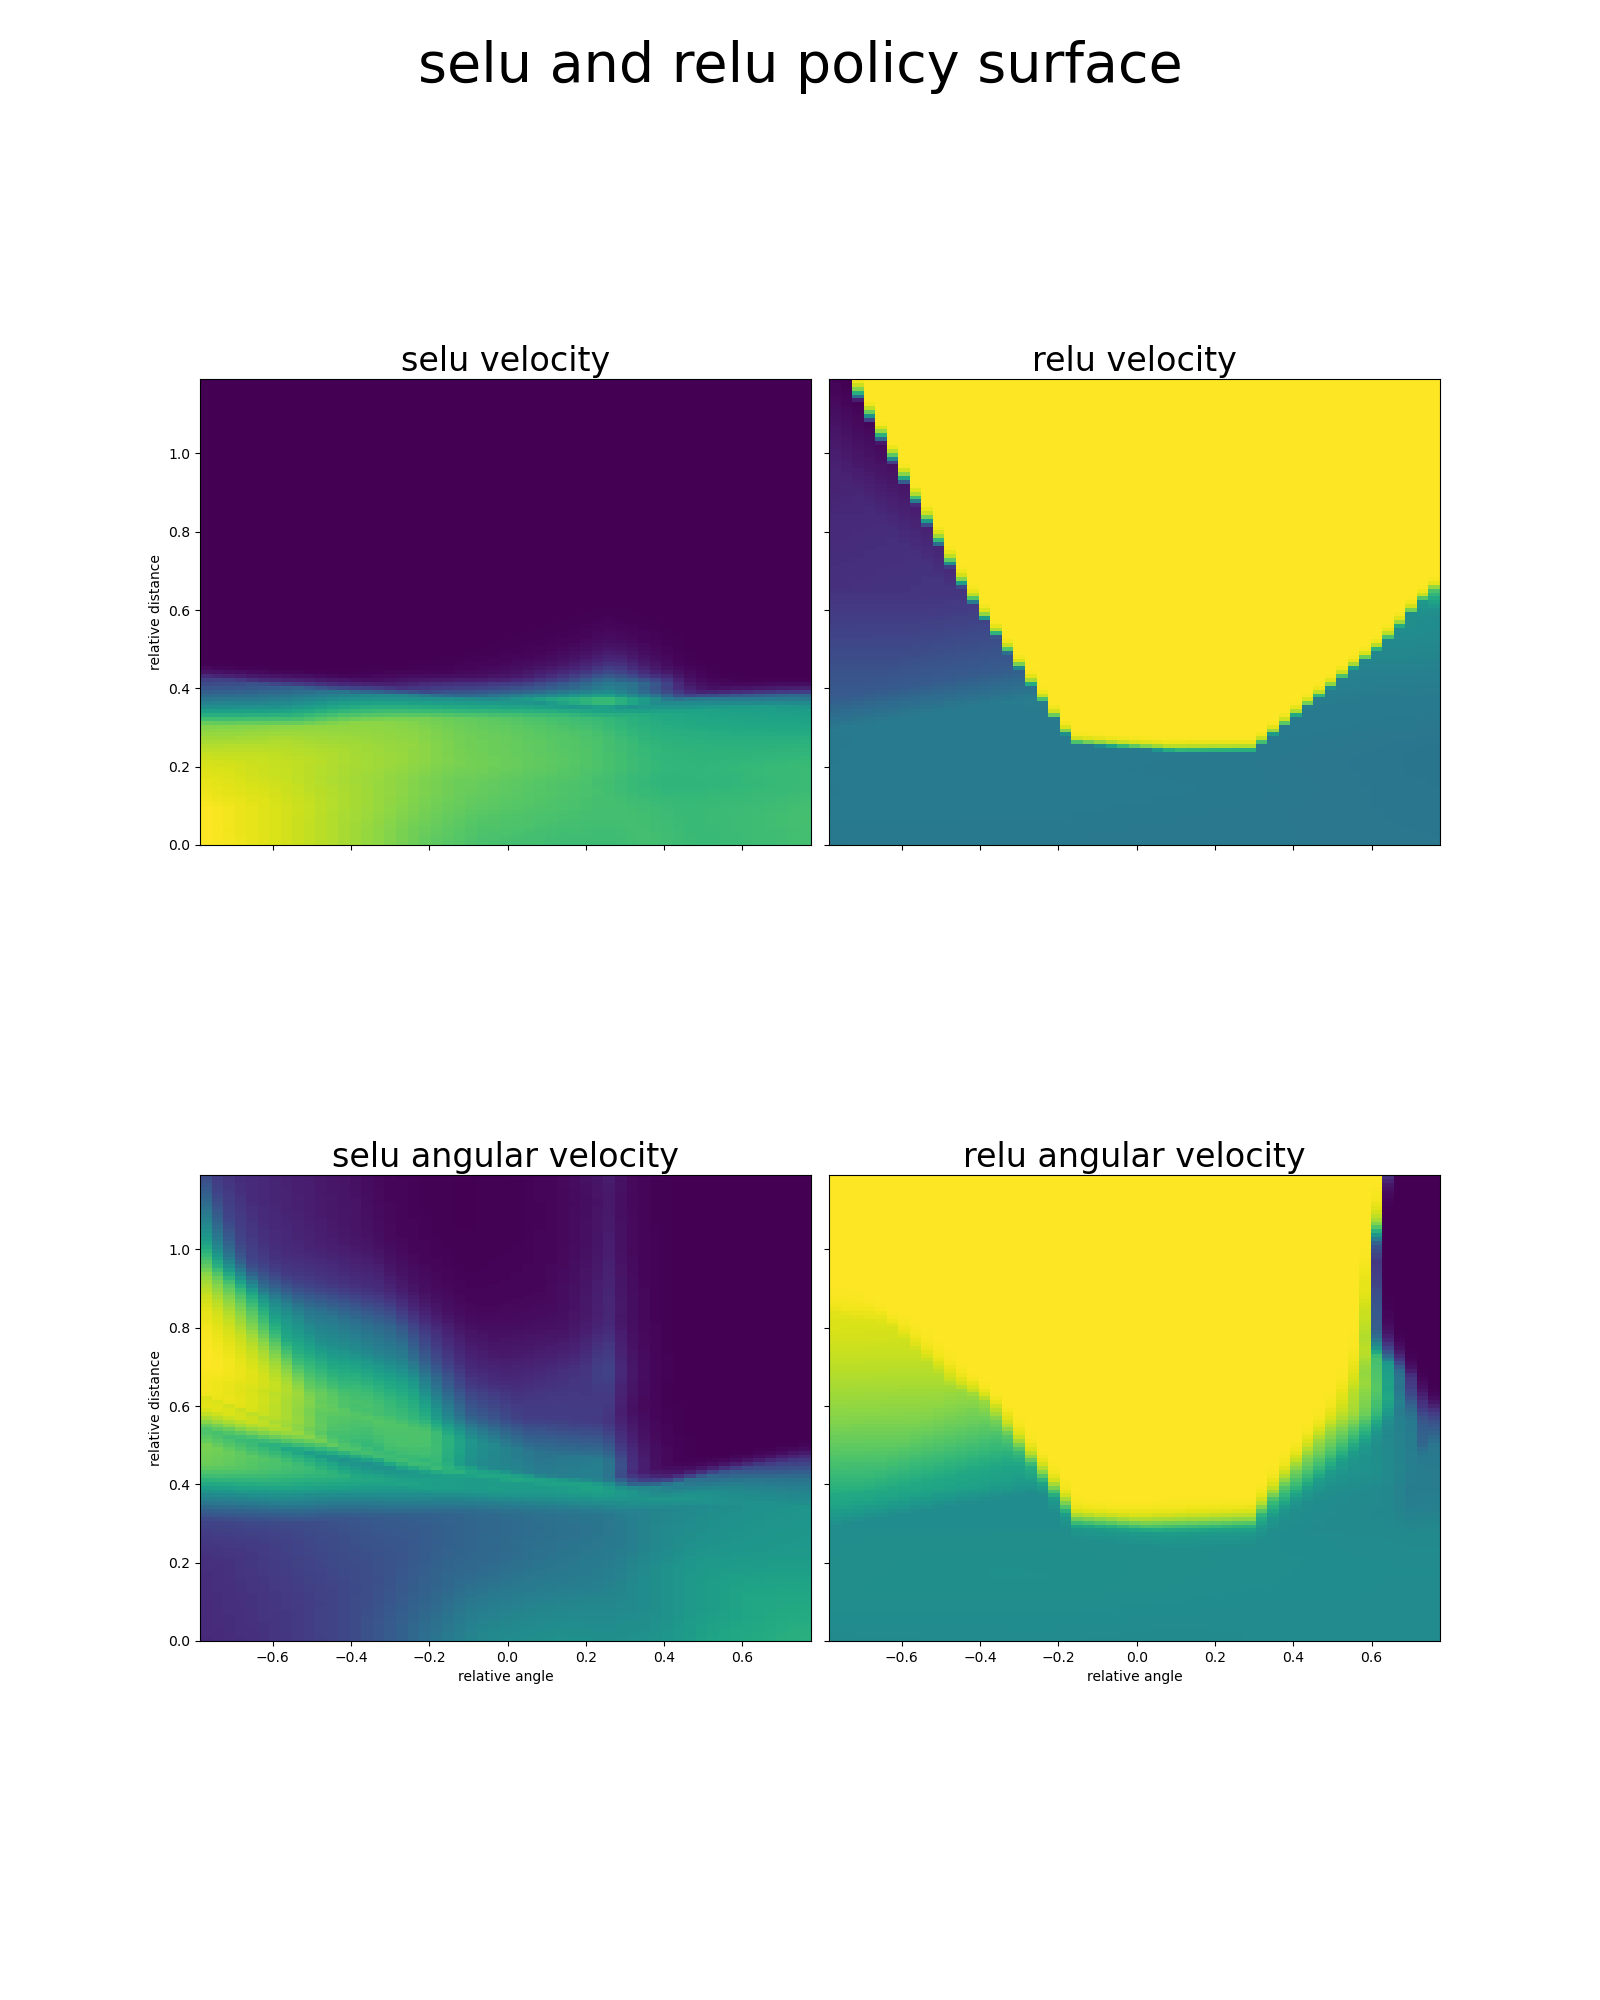 selu and relu policy surface
selu velocity
relu velocity
relative distance
1.0
0.8
0.6
0.4
0.2
0.0
selu angular velocity
relu angular velocity
relative distance
1.0
0.8
0.6
0.4
0.2
0.0
−0.6 −0.4 −0.2 0.0 0.2 0.4 0.6
−0.6 −0.4 −0.2 0.0 0.2 0.4 0.6
relative angle
relative angle